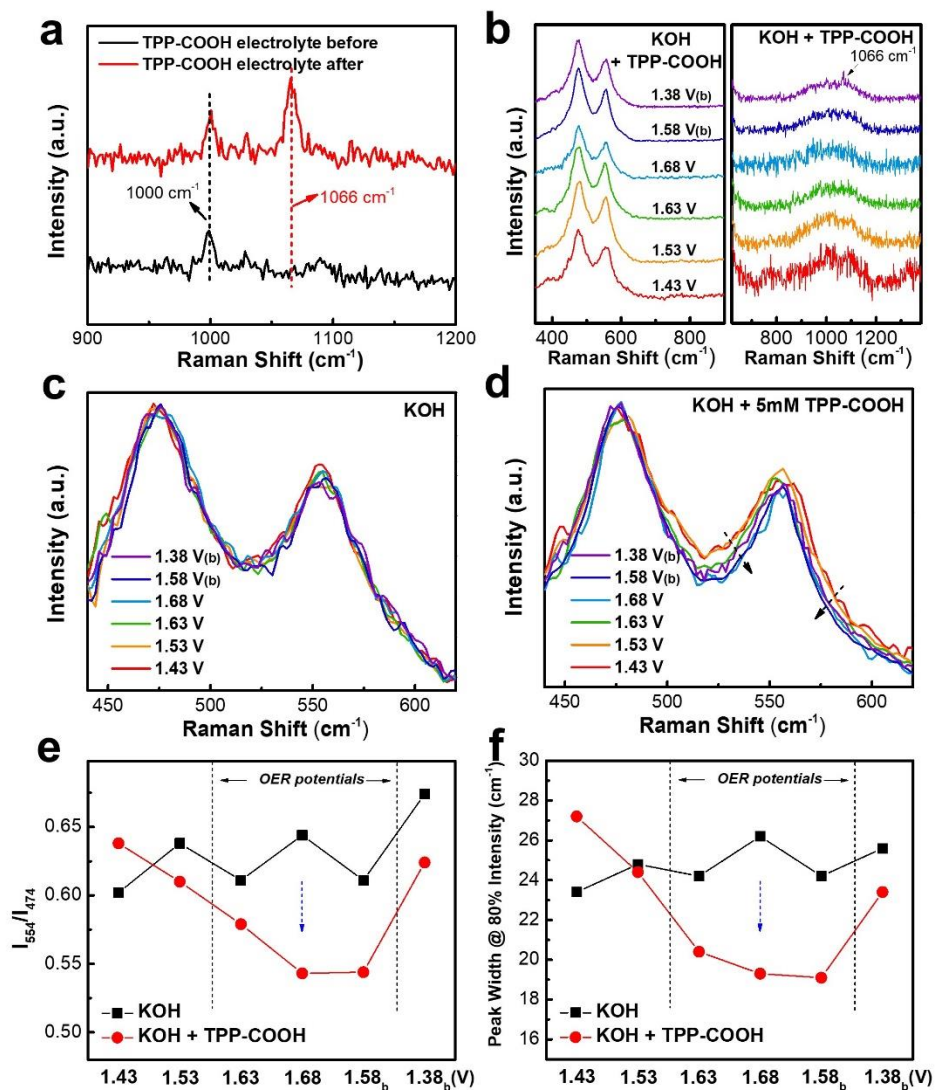 a
TPP-COOH electrolyte before
TPP-COOH electrolyte after
1000 cm⁻¹
1066 cm⁻¹
Intensity (a.u.)
900 1000 1100 1200
Raman Shift (cm⁻¹)
b
KOH
+ TPP-COOH
1.38 V(b)
1.58 V(b)
1.68 V
1.63 V
1.53 V
1.43 V
KOH + TPP-COOH
1066 cm⁻¹
Intensity (a.u.)
400 600 800 1000 1200
Raman Shift (cm⁻¹)
c
KOH
1.38 V(b)
1.58 V(b)
1.68 V
1.63 V
1.53 V
1.43 V
Intensity (a.u.)
450 500 550 600
Raman Shift (cm⁻¹)
d
KOH + 5mM TPP-COOH
1.38 V(b)
1.58 V(b)
1.68 V
1.63 V
1.53 V
1.43 V
Intensity (a.u.)
450 500 550 600
Raman Shift (cm⁻¹)
e
OER potentials
I₅₅₄/I₄₇₄
0.65
0.60
0.55
0.50
KOH
KOH + TPP-COOH
1.43 1.53 1.63 1.68 1.58b 1.38b(V)
f
OER potentials
Peak Width @ 80% Intensity (cm⁻¹)
30
28
26
24
22
20
18
16
KOH
KOH + TPP-COOH
1.43 1.53 1.63 1.68 1.58b 1.38b(V)